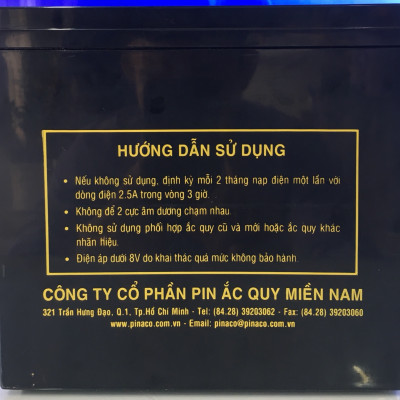 HƯỚNG DẪN SỬ DỤNG
• Nếu không sử dụng, định kỳ mỗi 2 tháng nạp điện một lần với
dòng điện 2.5A trong vòng 3 giờ.
• Không để 2 cực âm dương chạm nhau.
• Không sử dụng phối hợp ắc quy cũ và mới hoặc ắc quy khác
nhãn hiệu.
• Điện áp dưới 8V do khai thác quá mức không bảo hành
CÔNG TY CỔ PHẦN PIN ẮC QUY MIỀN NAM
321 Trần Hưng Đạo, Q.1, Tp.Hồ Chí Minh - Tel: (84.28) 39203062 - Fax: (84.28) 39203060
www.pinaco.com.vn - Email: pinaco@pinaco.com.vn